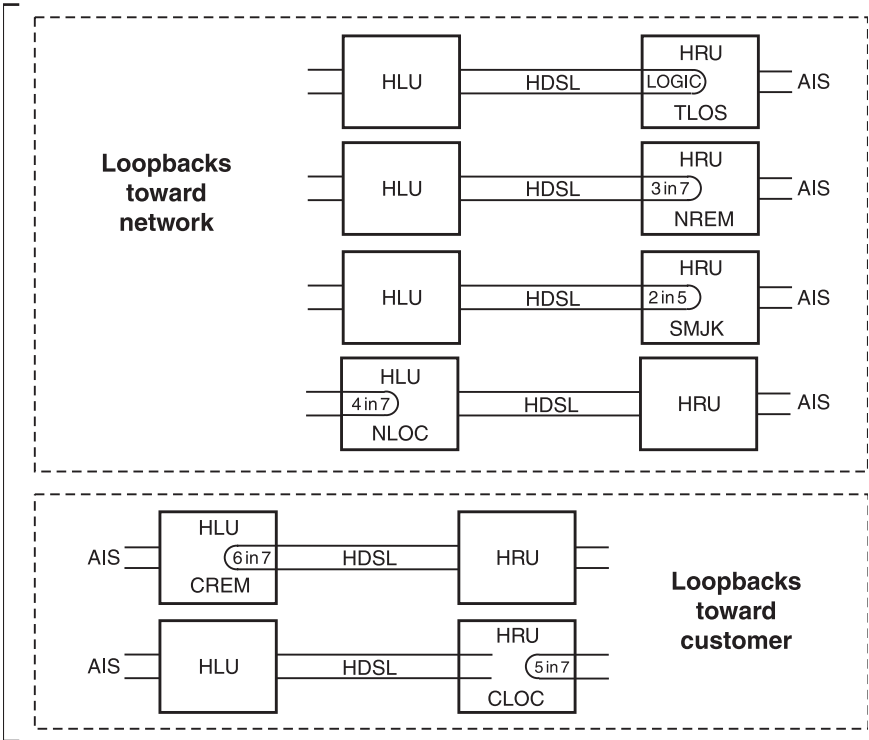 Loopbacks
toward
network
HLU
HDSL
HRU
LOGIC
TLOS
AIS
HLU
HDSL
HRU
3 in 7
NREM
AIS
HLU
HDSL
HRU
2 in 5
SMJK
AIS
HLU
4 in 7
NLOC
HDSL
HRU
AIS
AIS
HLU
6 in 7
CREM
HDSL
HRU
Loopbacks
toward
customer
AIS
HLU
HDSL
HRU
5 in 7
CLOC